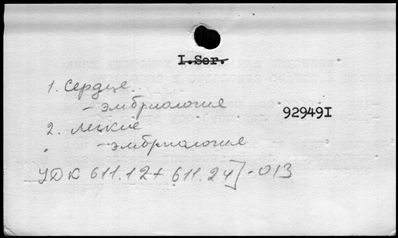 I.Ser.
1. Сердце.
- эмбриология
929491
2. Легкие
- эмбриология
УДК 611.12+611.24]-013